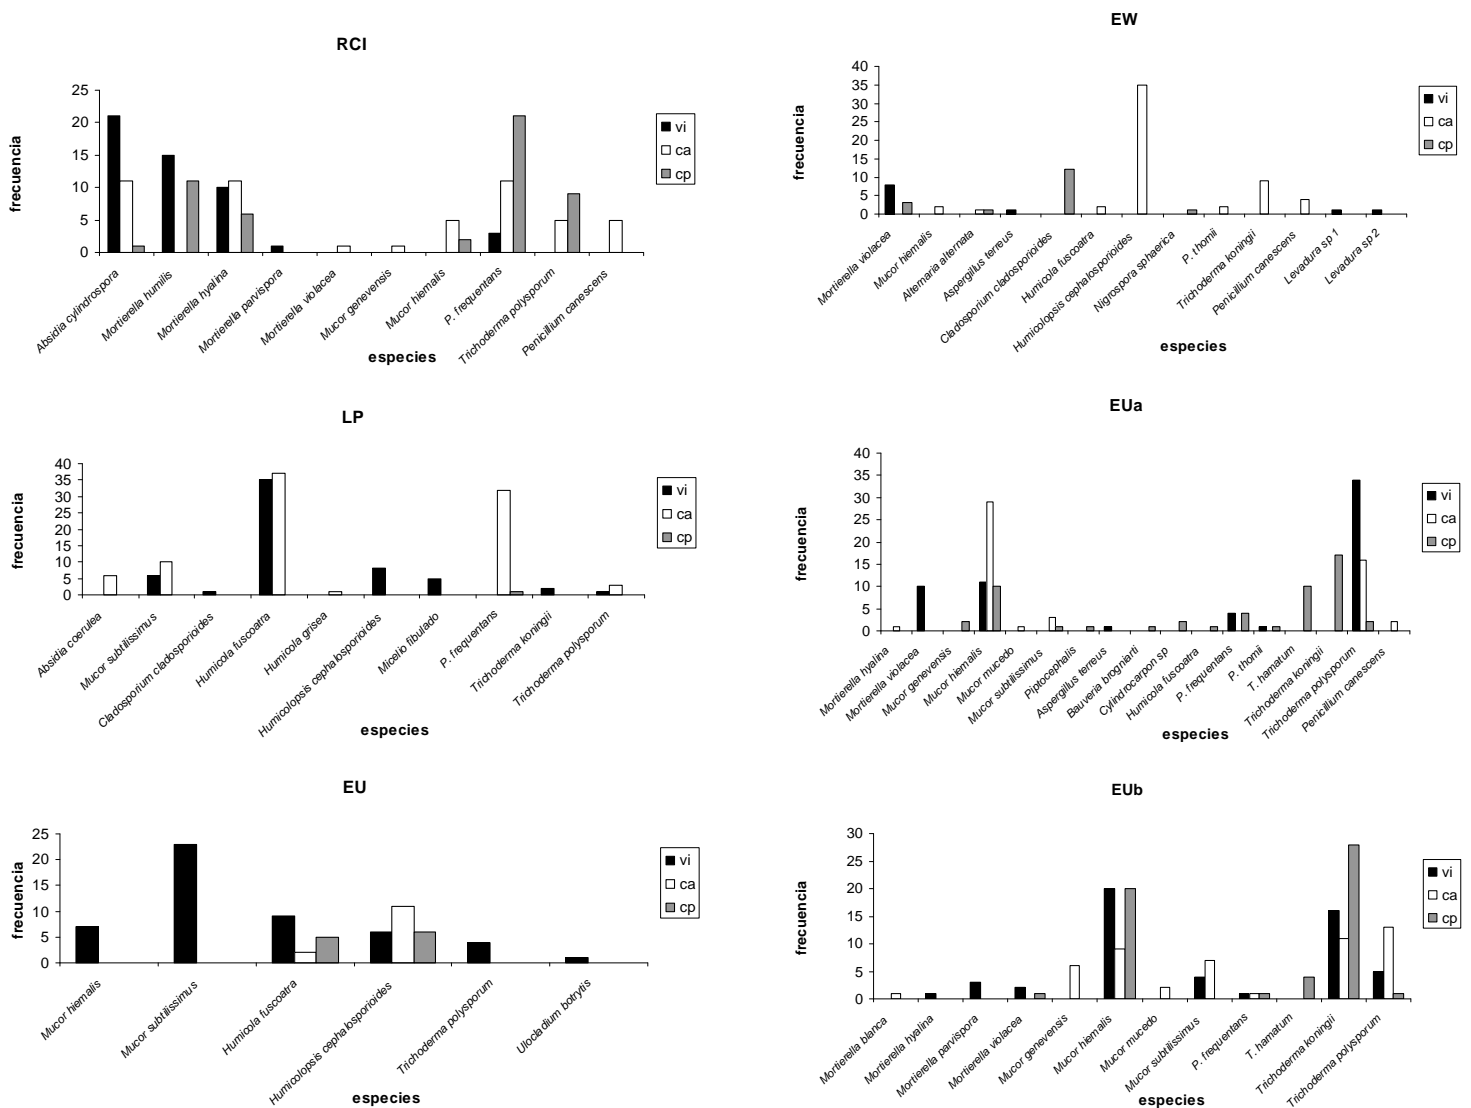 RCI
frecuencia
25
20
15
10
5
0
vi
ca
cp
Absidia cylindrospora
Mortierella humilis
Mortierella hyalina
Mortierella parvispora
Mortierella violacea
Mucor genevensis
Mucor hiemalis
P. frequentans
Trichoderma polysporum
Penicillium canescens
especies
EW
frecuencia
40
35
30
25
20
15
10
5
0
vi
ca
cp
Mortierella violacea
Mucor hiemalis
Alternaria alternata
Aspergillus terreus
Cladosporium cladosporioides
Humicola fuscoatra
Humicolopsis cephalosporioides
Nigrospora sphaerica
P. thomii
Trichoderma koningii
Penicillium canescens
Levadura sp 1
Levadura sp 2
especies
LP
frecuencia
40
35
30
25
20
15
10
5
0
vi
ca
cp
Absidia coerulea
Mucor subtilissimus
Cladosporium cladosporioides
Humicola fuscoatra
Humicola grisea
Humicolopsis cephalosporioides
Micelio fibulado
P. frequentans
Trichoderma koningii
Trichoderma polysporum
especies
EUa
frecuencia
40
35
30
25
20
15
10
5
0
vi
ca
cp
Mortierella hyalina
Mortierella violacea
Mucor genevensis
Mucor hiemalis
Mucor mucedo
Mucor subtilissimus
Piptocephalis
Aspergillus terreus
Bauveria brogniarti
Cylindrocarpon sp
Humicola fuscoatra
P. frequentans
P. thomii
T. hamatum
Trichoderma koningii
Trichoderma polysporum
Penicillium canescens
especies
EU
frecuencia
25
20
15
10
5
0
vi
ca
cp
Mucor hiemalis
Mucor subtilissimus
Humicola fuscoatra
Humicolopsis cephalosporioides
Trichoderma polysporum
Ulocladium botrytis
especies
EUb
frecuencia
30
25
20
15
10
5
0
vi
ca
cp
Mortierella blanca
Mortierella hyalina
Mortierella parvispora
Mortierella violacea
Mucor genevensis
Mucor hiemalis
Mucor mucedo
Mucor subtilissimus
P. frequentans
T. hamatum
Trichoderma koningii
Trichoderma polysporum
especies